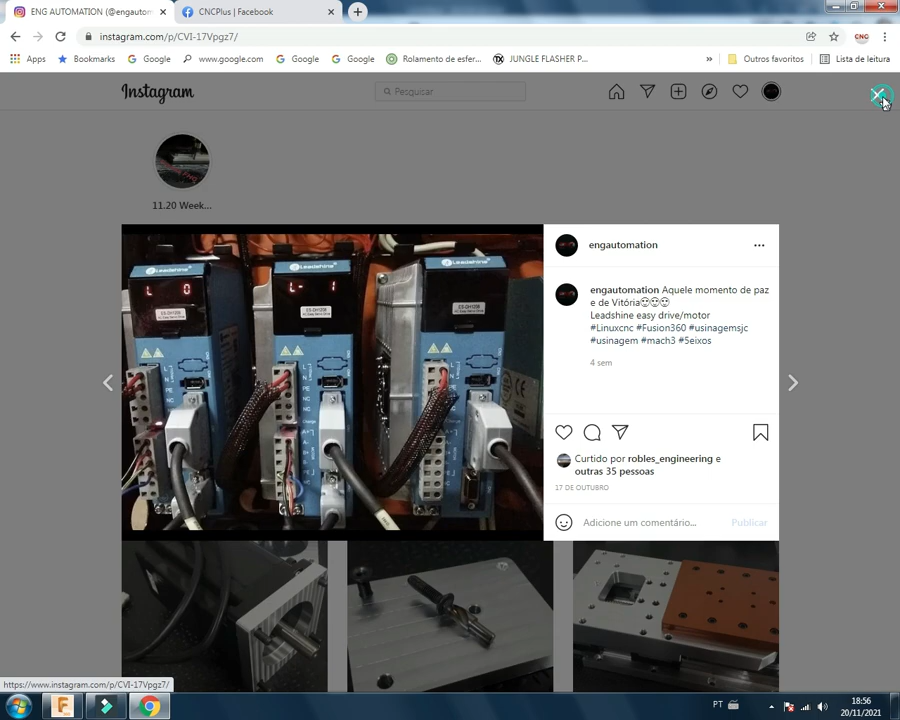 ENG AUTOMATION (@engautom
CNCPlus | Facebook
instagram.com/p/CVI-17Vpgz7/
CNC
Apps
Bookmarks
Google
www.google.com
Google
Google
Rolamento de esfer...
JUNGLE FLASHER P...
»
Outros favoritos
Lista de leitura
Instagram
Pesquisar
11.20 Week...
Leadshine
Leadshine
Leadshine
L 0
L- 1
engautomation
engautomation Aquele momento de paz
e de Vitória
Leadshine easy drive/motor
#Linuxcnc #Fusion360 #usinagemsjc
#usinagem #mach3 #5eixos
4 sem
Curtido por robles_engineering e
outras 35 pessoas
17 DE OUTUBRO
Adicione um comentário...
Publicar
https://www.instagram.com/p/CVI-17Vpgz7/
PT
18:56
20/11/2021